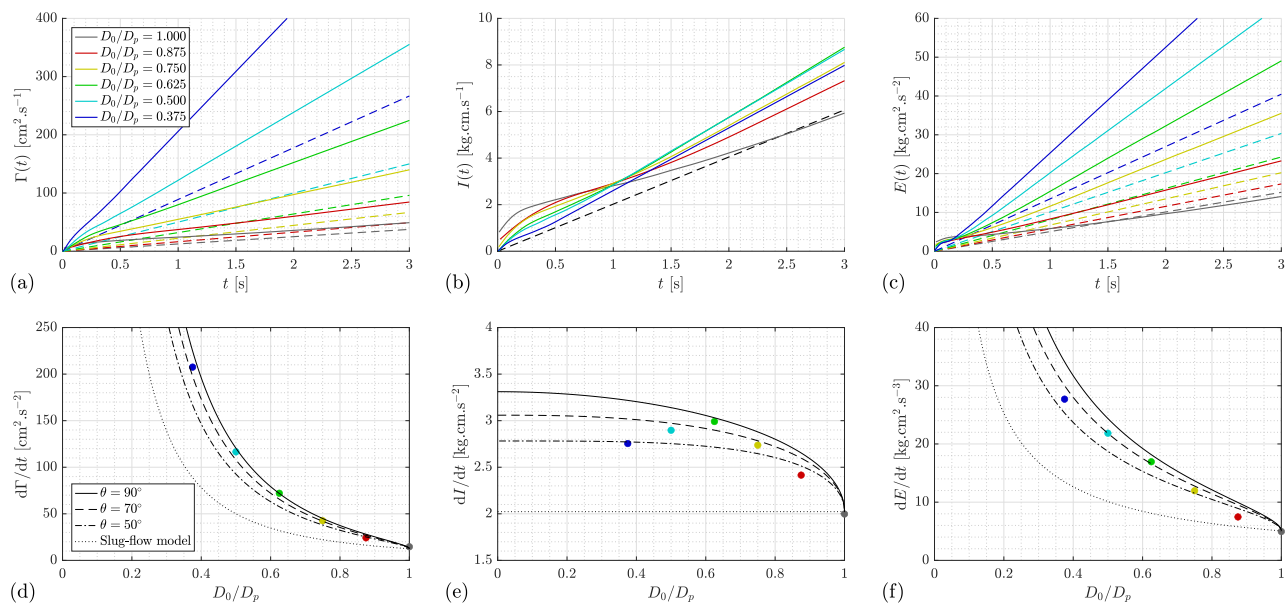 400
300
200
100
0
Γ(t) [cm².s⁻¹]
D₀/Dₚ = 1.000
D₀/Dₚ = 0.875
D₀/Dₚ = 0.750
D₀/Dₚ = 0.625
D₀/Dₚ = 0.500
D₀/Dₚ = 0.375
0 0.5 1 1.5 2 2.5 3
(a) t [s]
10
8
6
4
2
0
I(t) [kg.cm.s⁻¹]
0 0.5 1 1.5 2 2.5 3
(b) t [s]
60
50
40
30
20
10
0
E(t) [kg.cm².s⁻²]
0 0.5 1 1.5 2 2.5 3
(c) t [s]
250
200
150
100
50
0
dΓ/dt [cm².s⁻²]
θ = 90°
θ = 70°
θ = 50°
Slug-flow model
0 0.2 0.4 0.6 0.8 1
(d) D₀/Dₚ
4
3.5
3
2.5
2
1.5
dI/dt [kg.cm.s⁻²]
0 0.2 0.4 0.6 0.8 1
(e) D₀/Dₚ
40
30
20
10
0
dE/dt [kg.cm².s⁻³]
0 0.2 0.4 0.6 0.8 1
(f) D₀/Dₚ